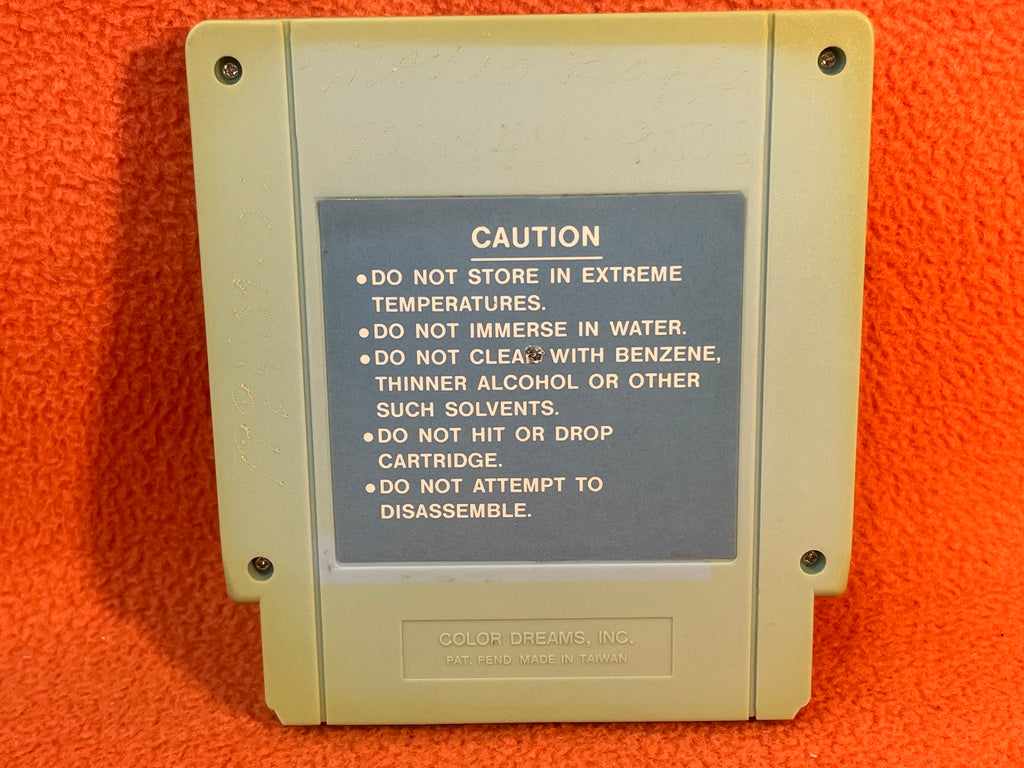 CAUTION
•DO NOT STORE IN EXTREME
TEMPERATURES.
•DO NOT IMMERSE IN WATER.
•DO NOT CLEAN WITH BENZENE,
THINNER ALCOHOL OR OTHER
SUCH SOLVENTS.
•DO NOT HIT OR DROP
CARTRIDGE.
•DO NOT ATTEMPT TO
DISASSEMBLE.
COLOR DREAMS, INC.
PAT. PEND. MADE IN TAIWAN